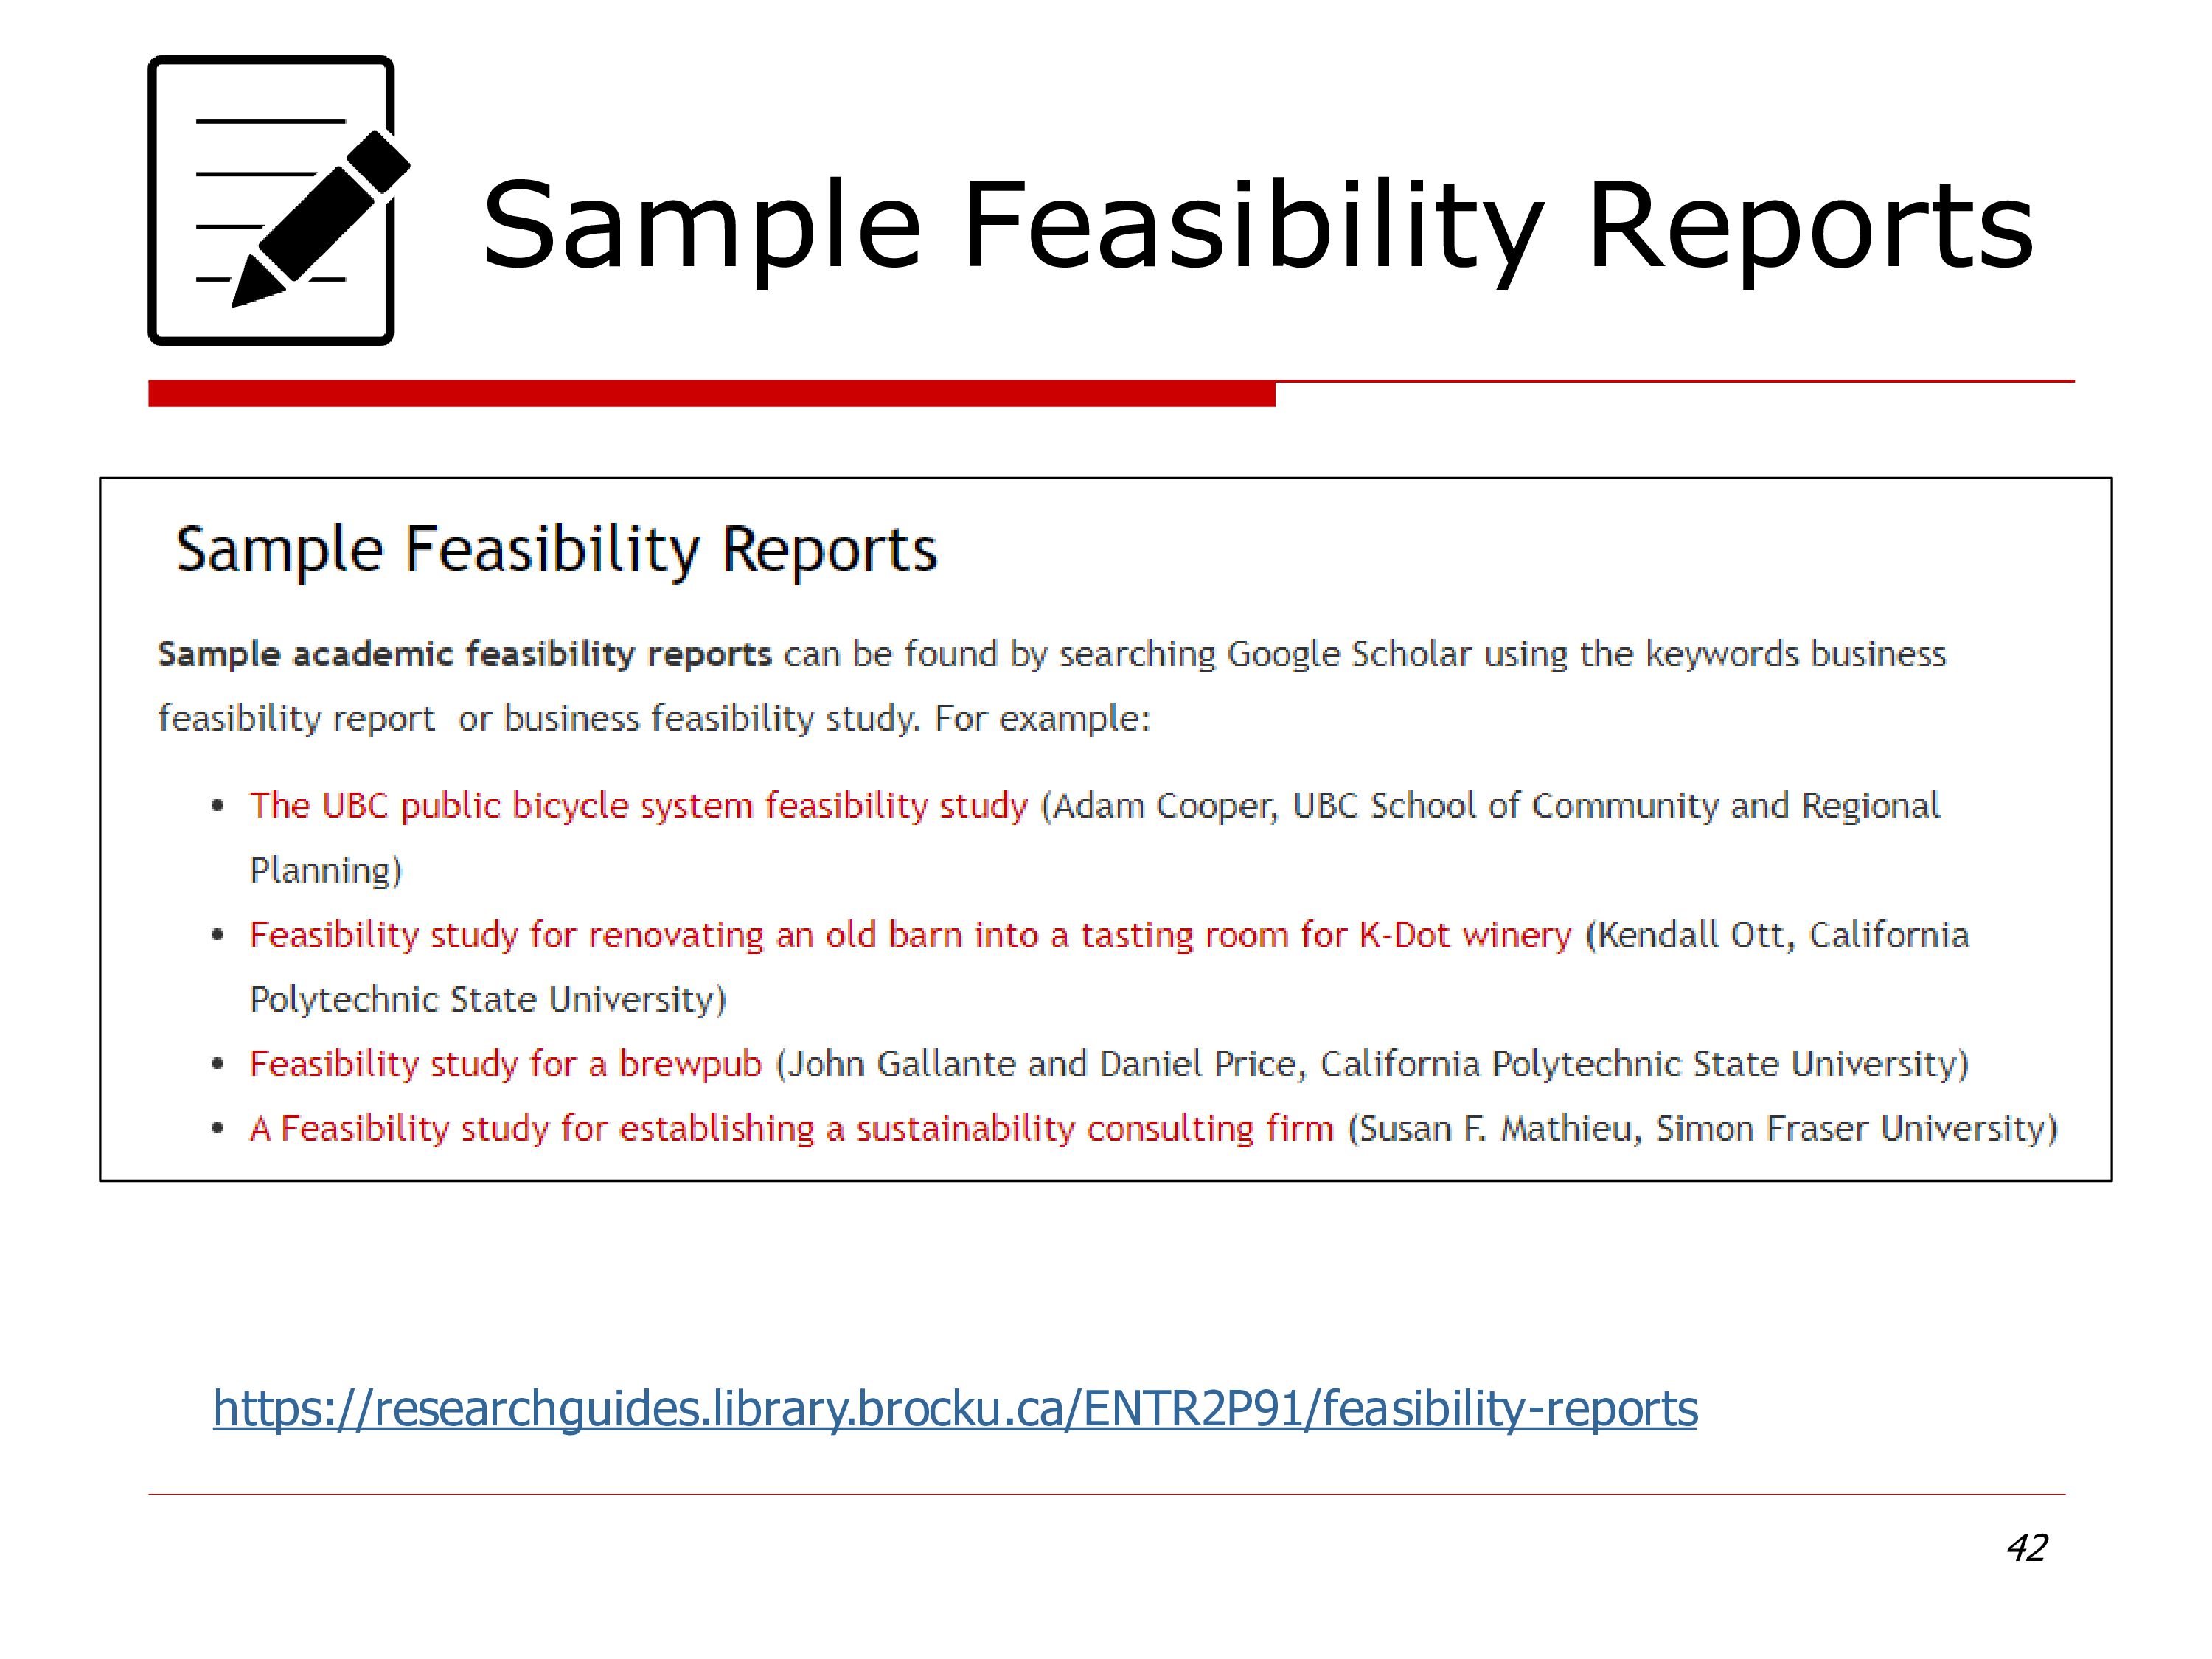 Sample Feasibility Reports
Sample Feasibility Reports
Sample academic feasibility reports can be found by searching Google Scholar using the keywords business
feasibility report or business feasibility study. For example:
• The UBC public bicycle system feasibility study (Adam Cooper, UBC School of Community and Regional
Planning)
• Feasibility study for renovating an old barn into a tasting room for K-Dot winery (Kendall Ott, California
Polytechnic State University)
• Feasibility study for a brewpub (John Gallante and Daniel Price, California Polytechnic State University)
• A Feasibility study for establishing a sustainability consulting firm (Susan F. Mathieu, Simon Fraser University)
https://researchguides.library.brocku.ca/ENTR2P91/feasibility-reports
42